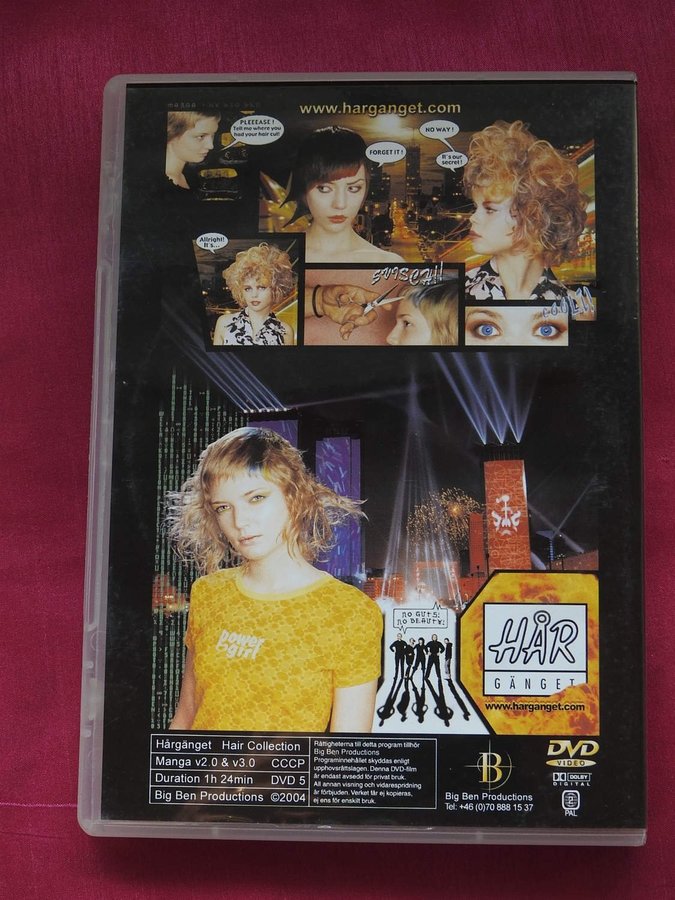 www.harganget.com
PLEEEASE !
Tell me where you
had your hair cut!
FORGET IT !
NO WAY !
It's our
secret !
Alright!
It's...
SVISCH!!
COOL!!
power
girl
NO GUTS:
NO BEAUTY!
HÅR
GÄNGET
www.harganget.com
Hårgänget Hair Collection
Manga v2.0 & v3.0 CCCP
Duration 1h 24min DVD 5
Big Ben Productions ©2004
Rättigheterna till detta program tillhör
Big Ben Productions
Programinnehållet skyddas enligt
upphovsrättslagen. Denna DVD-film
är endast avsedd för privat bruk.
All annan visning och vidarespridning
är förbjuden. Verket får ej kopieras,
ej ens för enskilt bruk.
B
Big Ben Productions
Tel: +46 (0)70 888 15 37
DVD
VIDEO
DOLBY
DIGITAL
2
PAL